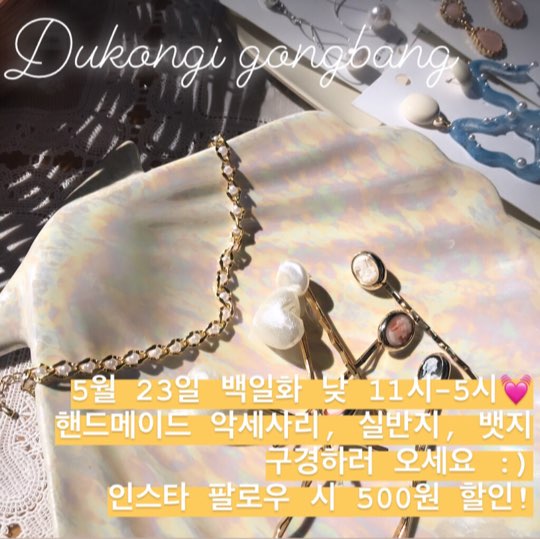 Dukongi gongbang
5월 23일 백일화 낮 11시-5시💓
핸드메이드 악세사리, 실반지, 뱃지
구경하러 오세요 :)
인스타 팔로우 시 500원 할인!